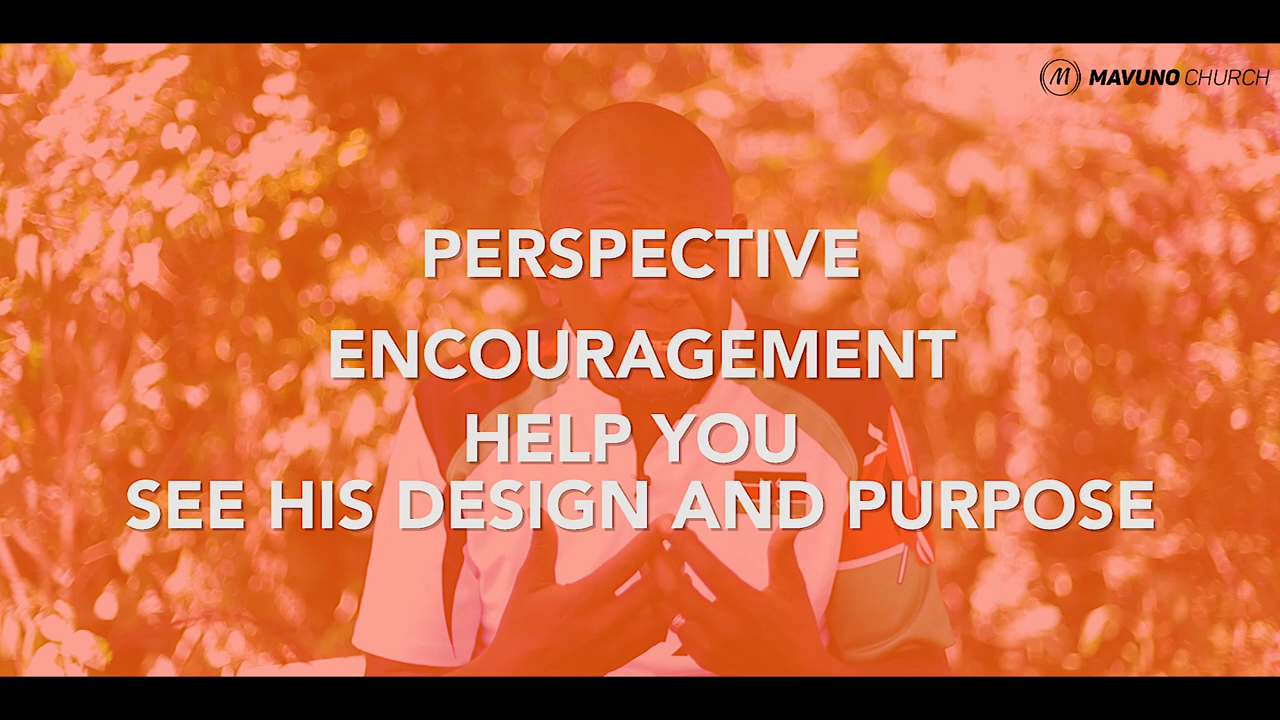 M MAVUNO CHURCH
PERSPECTIVE
ENCOURAGEMENT
HELP YOU
SEE HIS DESIGN AND PURPOSE